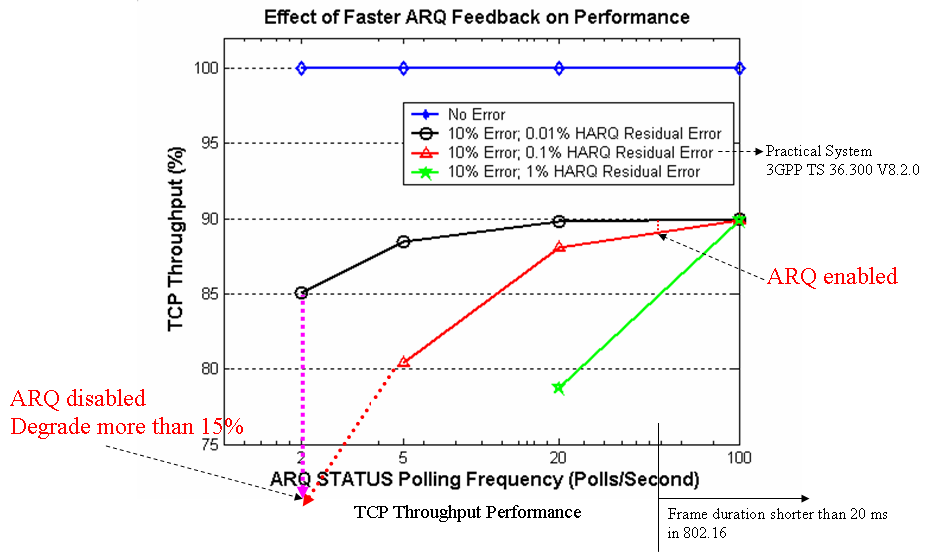 Effect of Faster ARQ Feedback on Performance
100
95
90
85
80
75
TCP Throughput (%)
No Error
10% Error; 0.01% HARQ Residual Error
10% Error; 0.1% HARQ Residual Error
10% Error; 1% HARQ Residual Error
Practical System
3GPP TS 36.300 V8.2.0
ARQ enabled
ARQ disabled
Degrade more than 15%
2
5
20
100
ARQ STATUS Polling Frequency (Polls/Second)
TCP Throughput Performance
Frame duration shorter than 20 ms
in 802.16